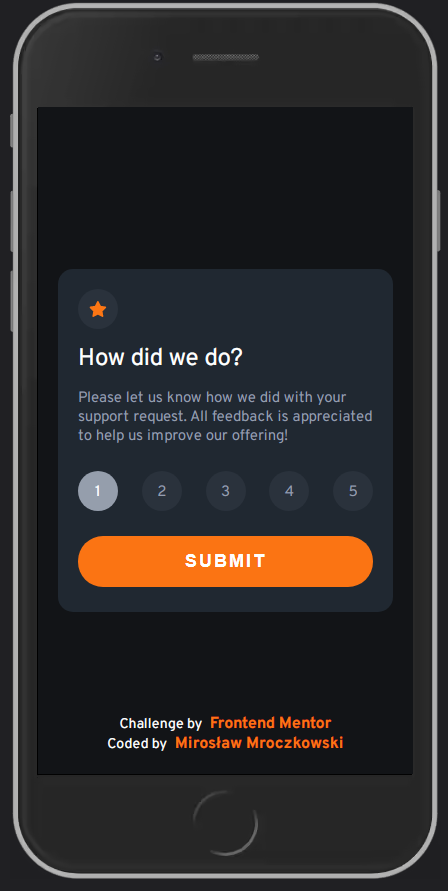 How did we do?
Please let us know how we did with your
support request. All feedback is appreciated
to help us improve our offering!
1 2 3 4 5
SUBMIT
Challenge by Frontend Mentor
Coded by Mirosław Mroczkowski